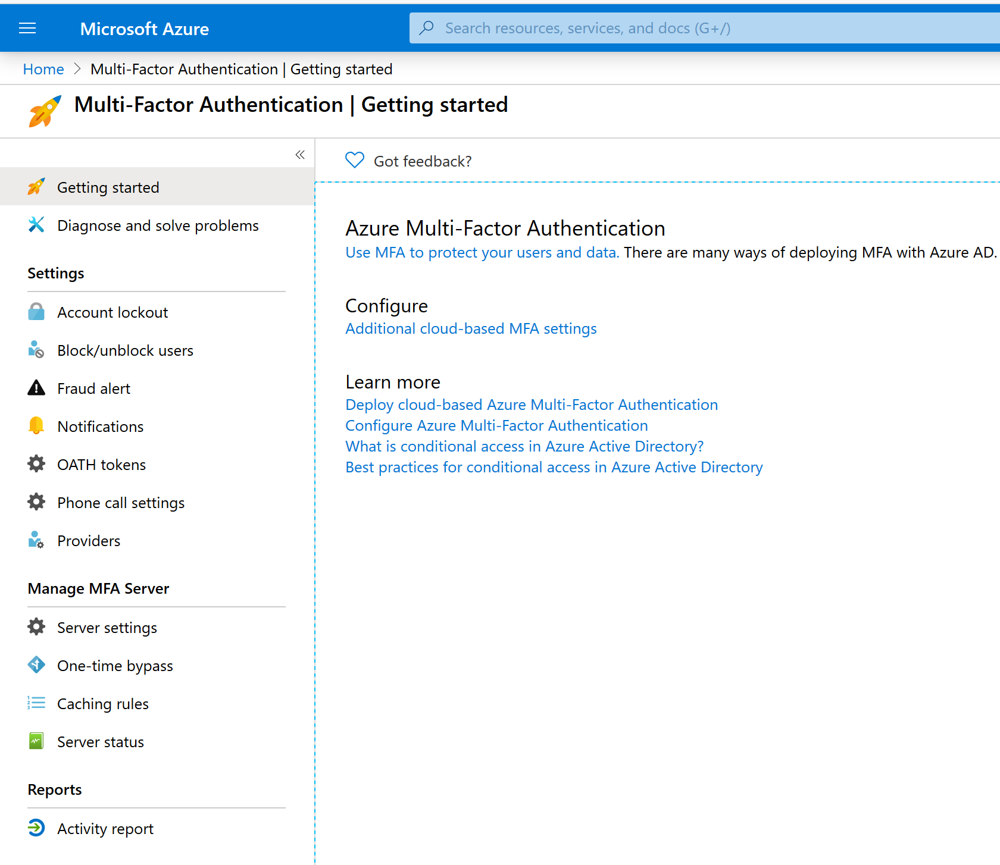 Microsoft Azure
Search resources, services, and docs (G+/)
Home > Multi-Factor Authentication | Getting started
Multi-Factor Authentication | Getting started
Getting started
Diagnose and solve problems
Settings
Account lockout
Block/unblock users
Fraud alert
Notifications
OATH tokens
Phone call settings
Providers
Manage MFA Server
Server settings
One-time bypass
Caching rules
Server status
Reports
Activity report
Got feedback?
Azure Multi-Factor Authentication
Use MFA to protect your users and data. There are many ways of deploying MFA with Azure AD.
Configure
Additional cloud-based MFA settings
Learn more
Deploy cloud-based Azure Multi-Factor Authentication
Configure Azure Multi-Factor Authentication
What is conditional access in Azure Active Directory?
Best practices for conditional access in Azure Active Directory